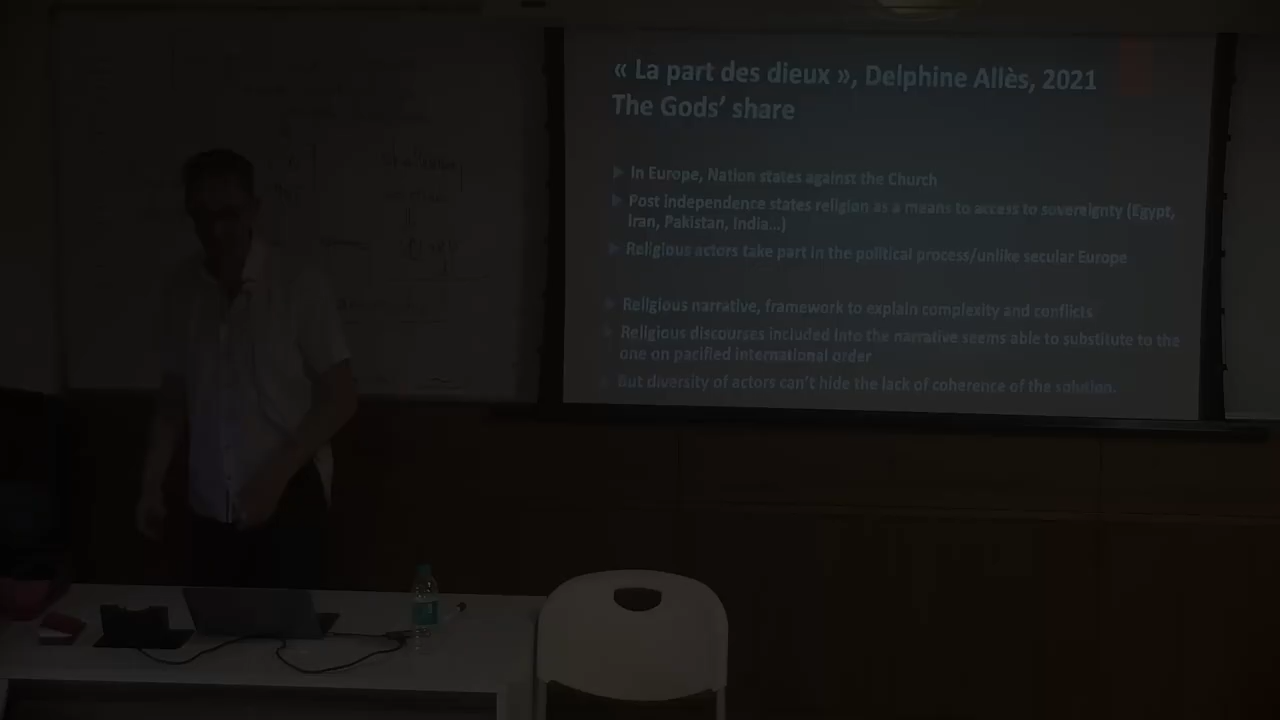 « La part des dieux », Delphine Allès, 2021
The Gods' share
In Europe, Nation states against the Church
Post independence states religion as a means to access to sovereignty (Egypt,
Iran, Pakistan, India...)
Religious actors take part in the political process/unlike secular Europe
Religious narrative, framework to explain complexity and conflicts
Religious discourses included into the narrative seems able to substitute to the
one on pacified international order
But diversity of actors can't hide the lack of coherence of the solution.